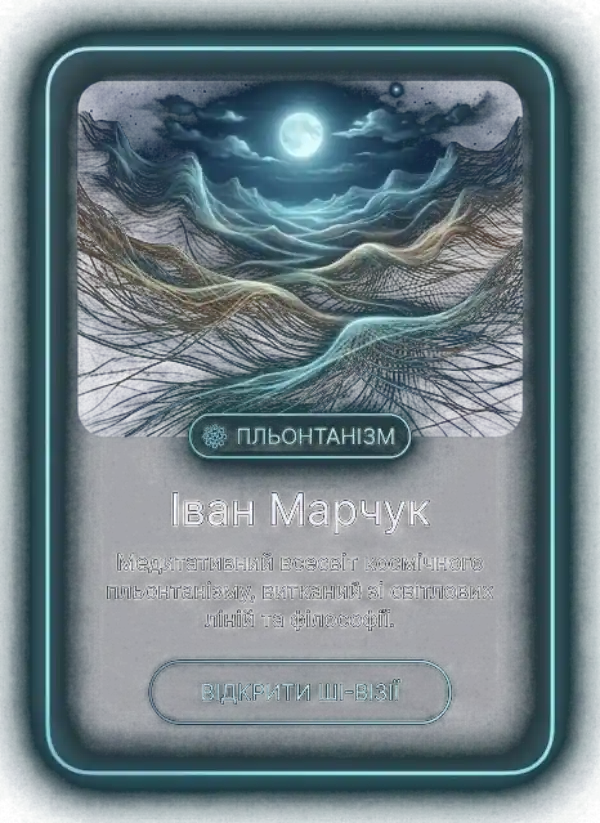 ПЛЬОНТАНІЗМ
Іван Марчук
Медитативний всесвіт космічного
пльонтанізму, витканий зі світлових
ліній та філософії.
ВІДКРИТИ ШІ-ВІЗІЇ